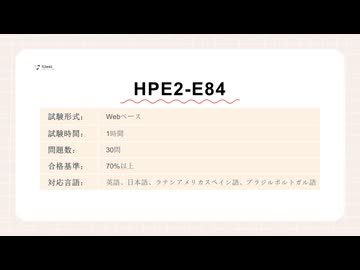 HPE2-E84
試験形式： Webベース
試験時間： 1時間
問題数： 30問
合格基準： 70%以上
対応言語： 英語、日本語、ラテンアメリカスペイン語、ブラジルポルトガル語